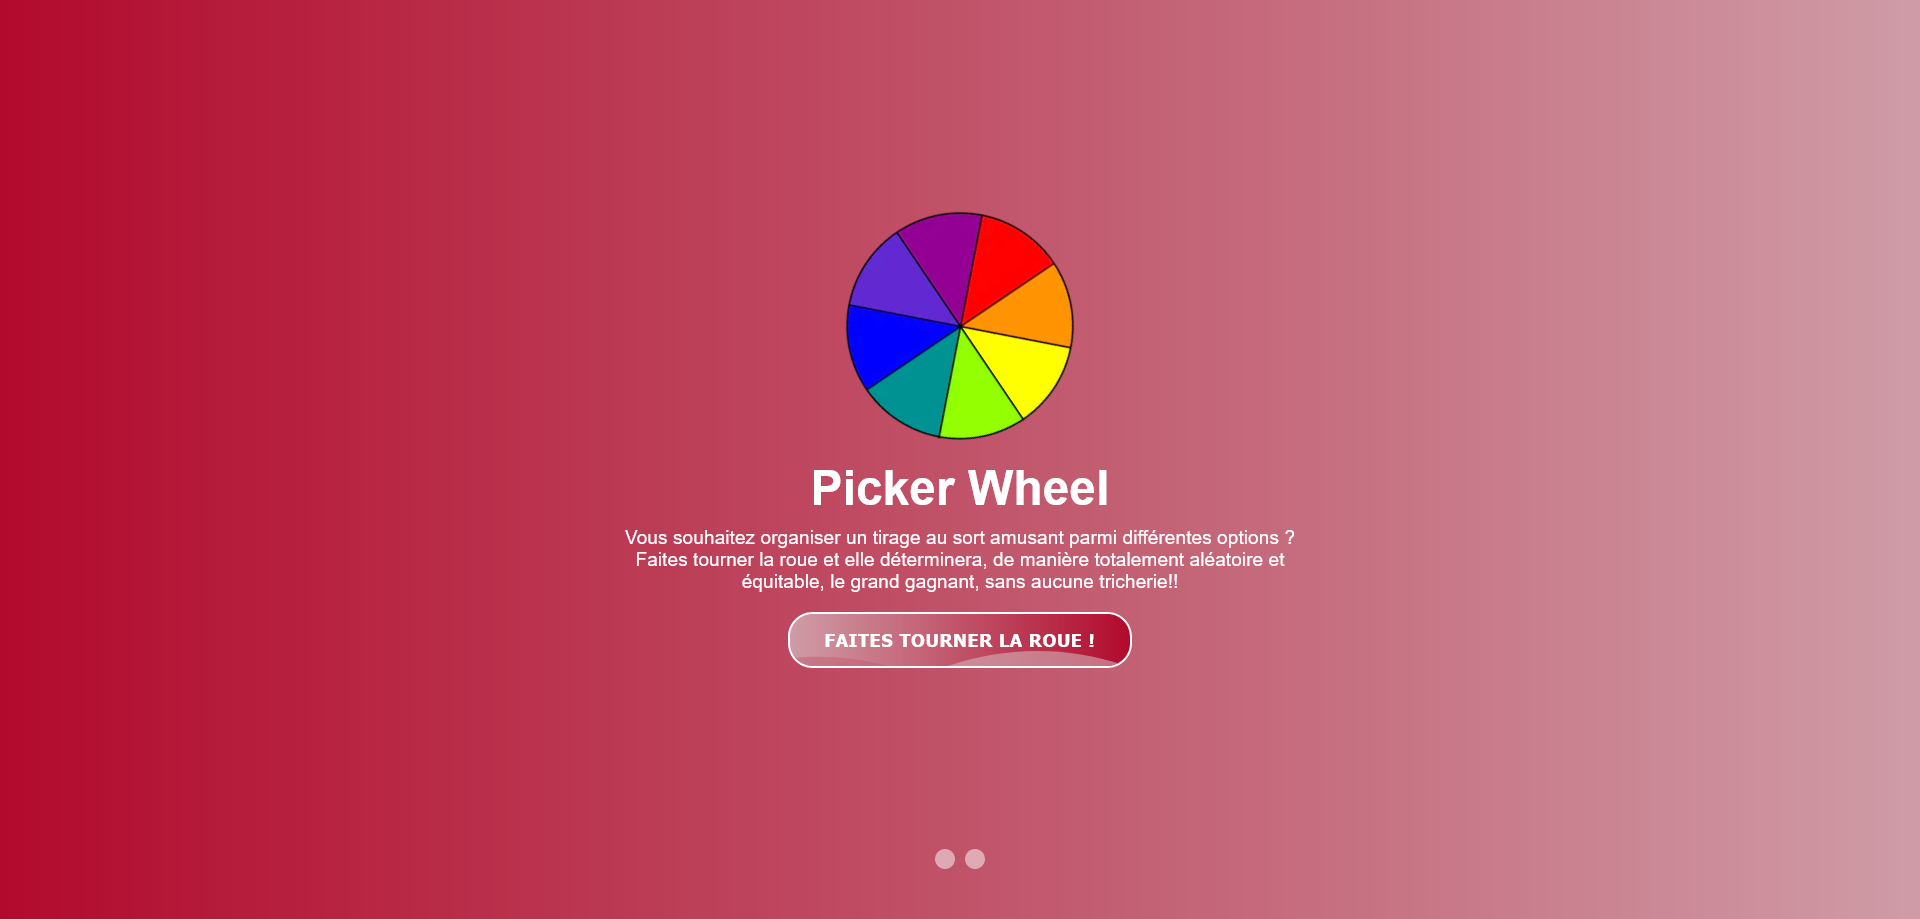 Picker Wheel
Vous souhaitez organiser un tirage au sort amusant parmi différentes options ?
Faites tourner la roue et elle déterminera, de manière totalement aléatoire et
équitable, le grand gagnant, sans aucune tricherie!!
FAITES TOURNER LA ROUE !